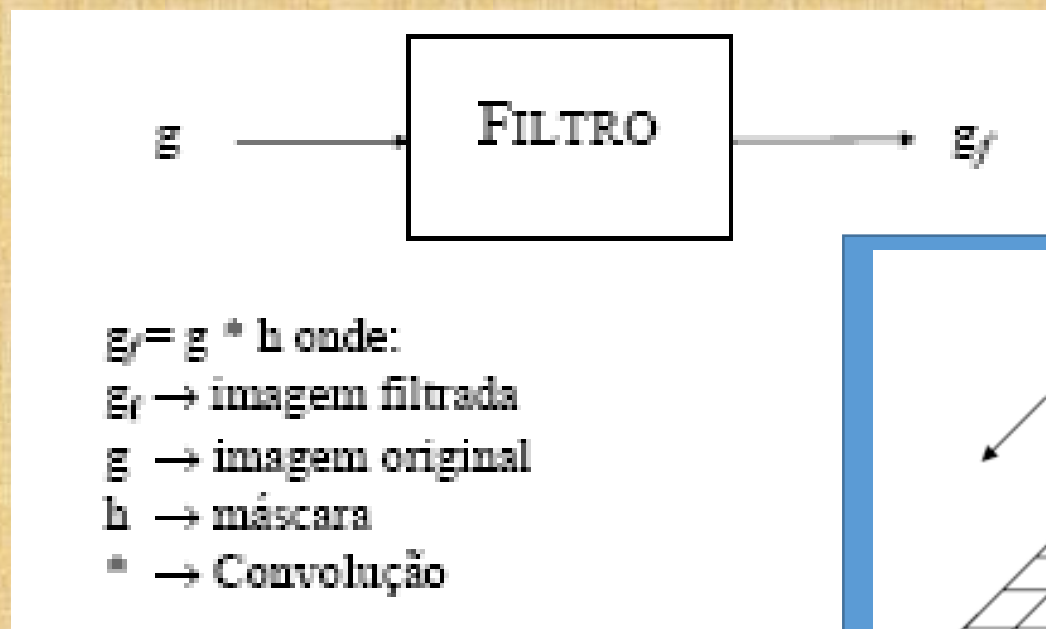 g FILTRO gf
gf = g * h onde:
gf → imagem filtrada
g → imagem original
h → máscara
* → Convolução